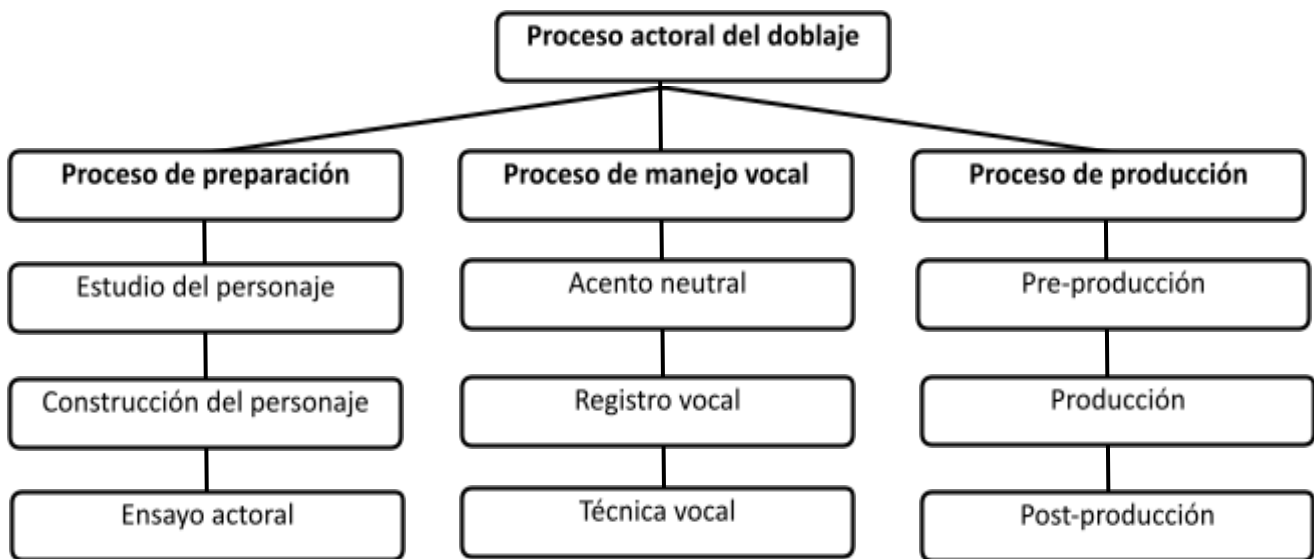 Proceso actoral del doblaje
Proceso de preparación
Proceso de manejo vocal
Proceso de producción
Estudio del personaje
Acento neutral
Pre-producción
Construcción del personaje
Registro vocal
Producción
Ensayo actoral
Técnica vocal
Post-producción